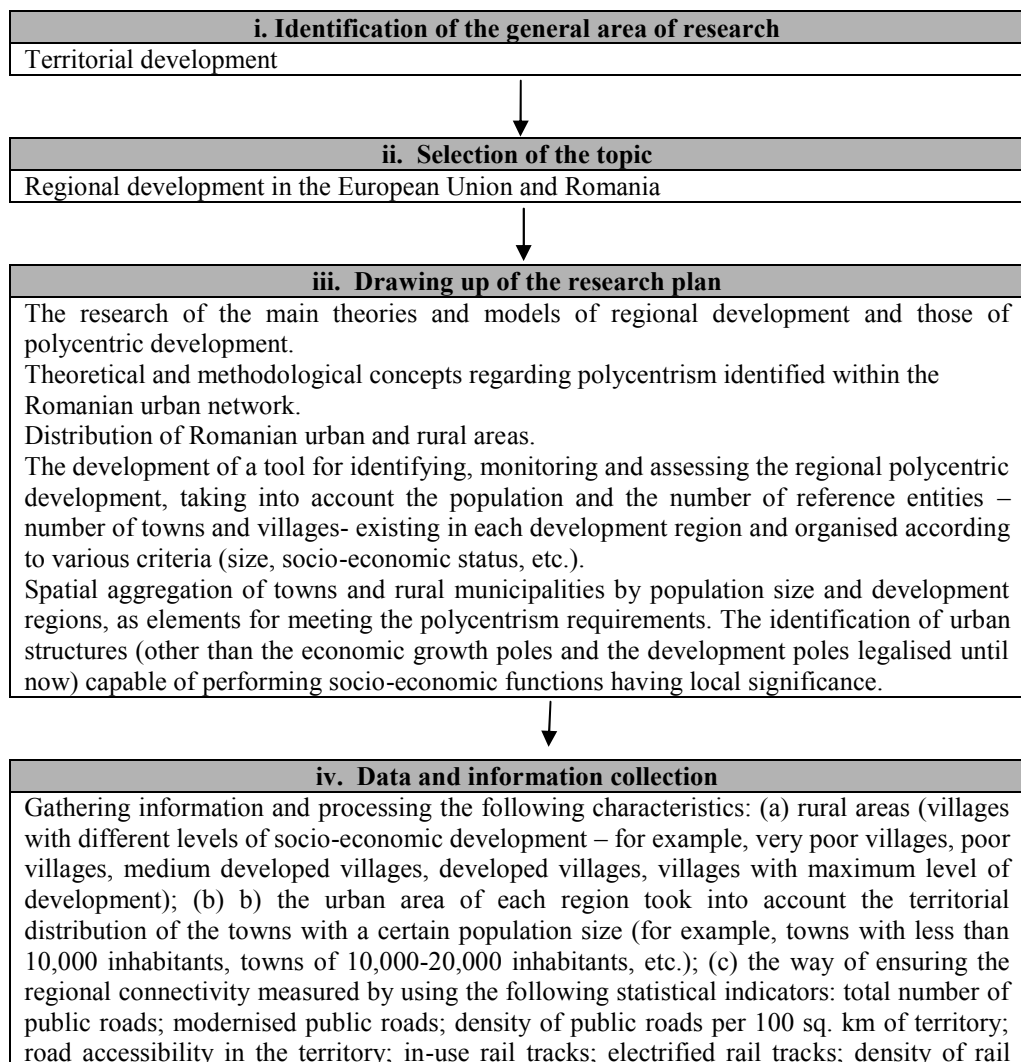 i. Identification of the general area of research
Territorial development
ii. Selection of the topic
Regional development in the European Union and Romania
iii. Drawing up of the research plan
The research of the main theories and models of regional development and those of
polycentric development.
Theoretical and methodological concepts regarding polycentrism identified within the
Romanian urban network.
Distribution of Romanian urban and rural areas.
The development of a tool for identifying, monitoring and assessing the regional polycentric
development, taking into account the population and the number of reference entities –
number of towns and villages- existing in each development region and organised according
to various criteria (size, socio-economic status, etc.).
Spatial aggregation of towns and rural municipalities by population size and development
regions, as elements for meeting the polycentrism requirements. The identification of urban
structures (other than the economic growth poles and the development poles legalised until
now) capable of performing socio-economic functions having local significance.
iv. Data and information collection
Gathering information and processing the following characteristics: (a) rural areas (villages
with different levels of socio-economic development – for example, very poor villages, poor
villages, medium developed villages, developed villages, villages with maximum level of
development); (b) b) the urban area of each region took into account the territorial
distribution of the towns with a certain population size (for example, towns with less than
10,000 inhabitants, towns of 10,000-20,000 inhabitants, etc.); (c) the way of ensuring the
regional connectivity measured by using the following statistical indicators: total number of
public roads; modernised public roads; density of public roads per 100 sq. km of territory;
road accessibility in the territory; in-use rail tracks; electrified rail tracks; density of rail